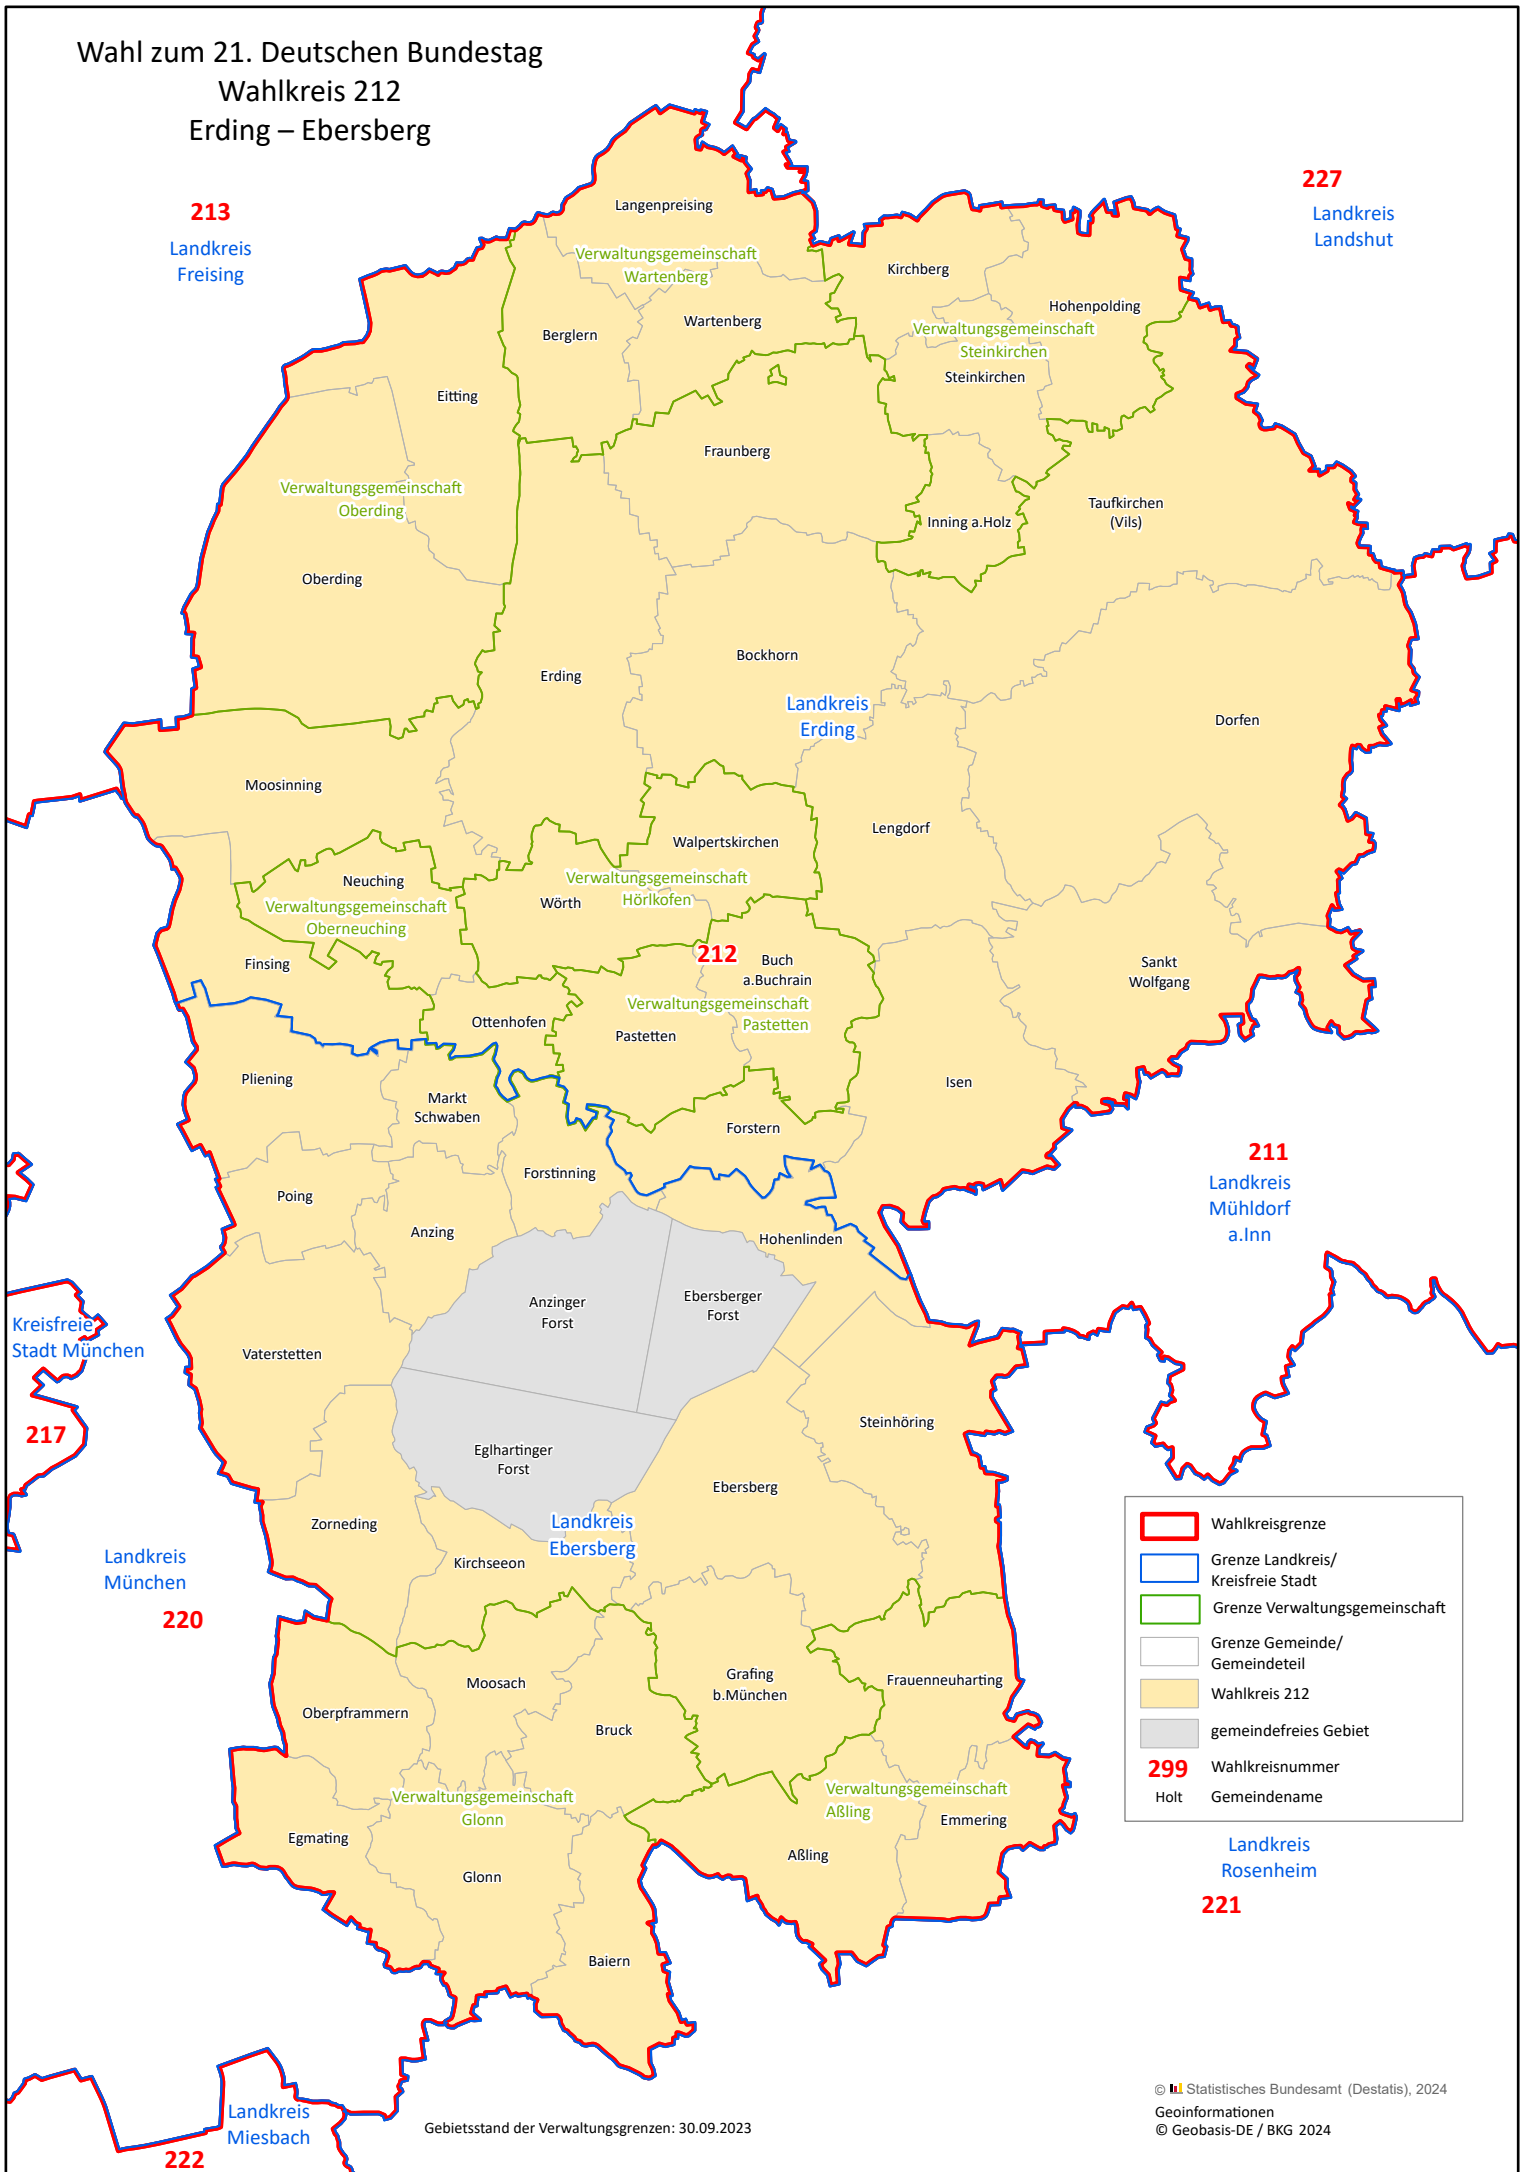 Wahl zum 21. Deutschen Bundestag
Wahlkreis 212
Erding – Ebersberg
213
Landkreis
Freising
227
Landkreis
Landshut
Langenpreising
Verwaltungsgemeinschaft
Wartenberg
Kirchberg
Hohenpolding
Berglern
Wartenberg
Verwaltungsgemeinschaft
Steinkirchen
Steinkirchen
Eitting
Fraunberg
Verwaltungsgemeinschaft
Oberding
Inning a.Holz
Taufkirchen
(Vils)
Oberding
Bockhorn
Erding
Landkreis
Erding
Dorfen
Moosinning
Lengdorf
Walpertskirchen
Neuching
Verwaltungsgemeinschaft
Hörlkofen
Wörth
Verwaltungsgemeinschaft
Oberneuching
212
Finsing
Buch
a.Buchrain
Sankt
Wolfgang
Verwaltungsgemeinschaft
Pastetten
Ottenhofen
Pastetten
Pliening
Isen
Markt
Schwaben
Forstern
Forstinning
211
Landkreis
Mühldorf
a.Inn
Poing
Anzing
Hohenlinden
Anzinger
Forst
Ebersberger
Forst
Kreisfreie
Stadt München
Vaterstetten
217
Steinhöring
Eglhartinger
Forst
Ebersberg
Zorneding
Landkreis
Ebersberg
Kirchseeon
Landkreis
München
220
Wahlkreisgrenze
Grenze Landkreis/
Kreisfreie Stadt
Grenze Verwaltungsgemeinschaft
Grenze Gemeinde/
Gemeindeteil
Wahlkreis 212
gemeindefreies Gebiet
299 Wahlkreisnummer
Holt Gemeindename
Grafing
b.München
Moosach
Frauenneuharting
Oberpframmern
Bruck
Verwaltungsgemeinschaft
Glonn
Verwaltungsgemeinschaft
Aßling
Emmering
Egmating
Aßling
Glonn
Landkreis
Rosenheim
221
Baiern
Landkreis
Miesbach
222
Gebietsstand der Verwaltungsgrenzen: 30.09.2023
© Statistisches Bundesamt (Destatis), 2024
Geoinformationen
© Geobasis-DE / BKG 2024